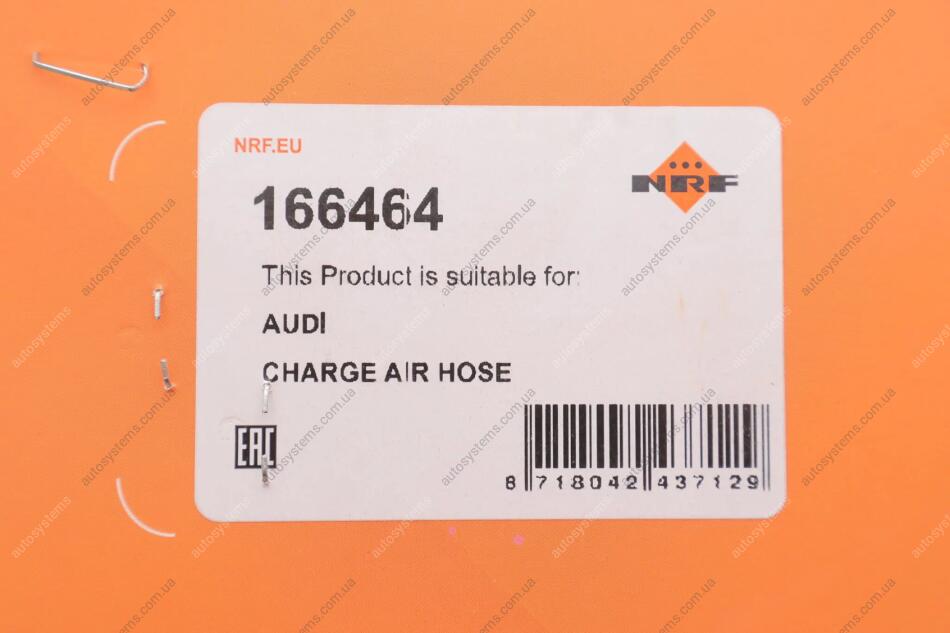 NRF.EU
NRF
166464
This Product is suitable for:
AUDI
CHARGE AIR HOSE
EAC
8 718042 437129